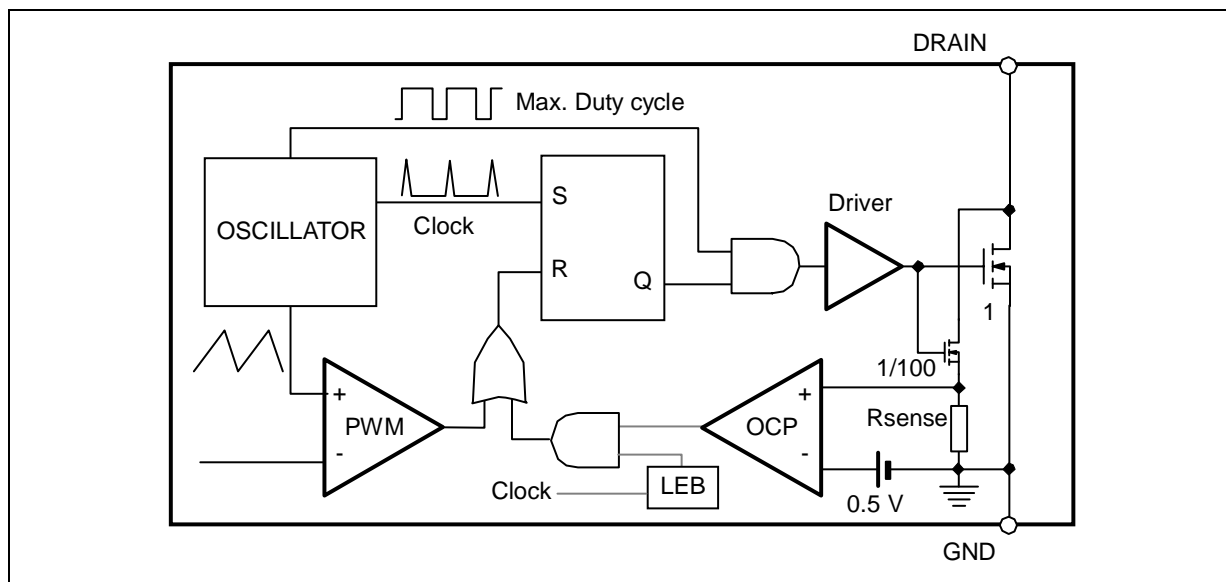 DRAIN
Max. Duty cycle
OSCILLATOR
Clock
S
R
Q
Driver
1
1/100
+
PWM
-
+
OCP
-
Rsense
LEB
Clock
0.5 V
GND